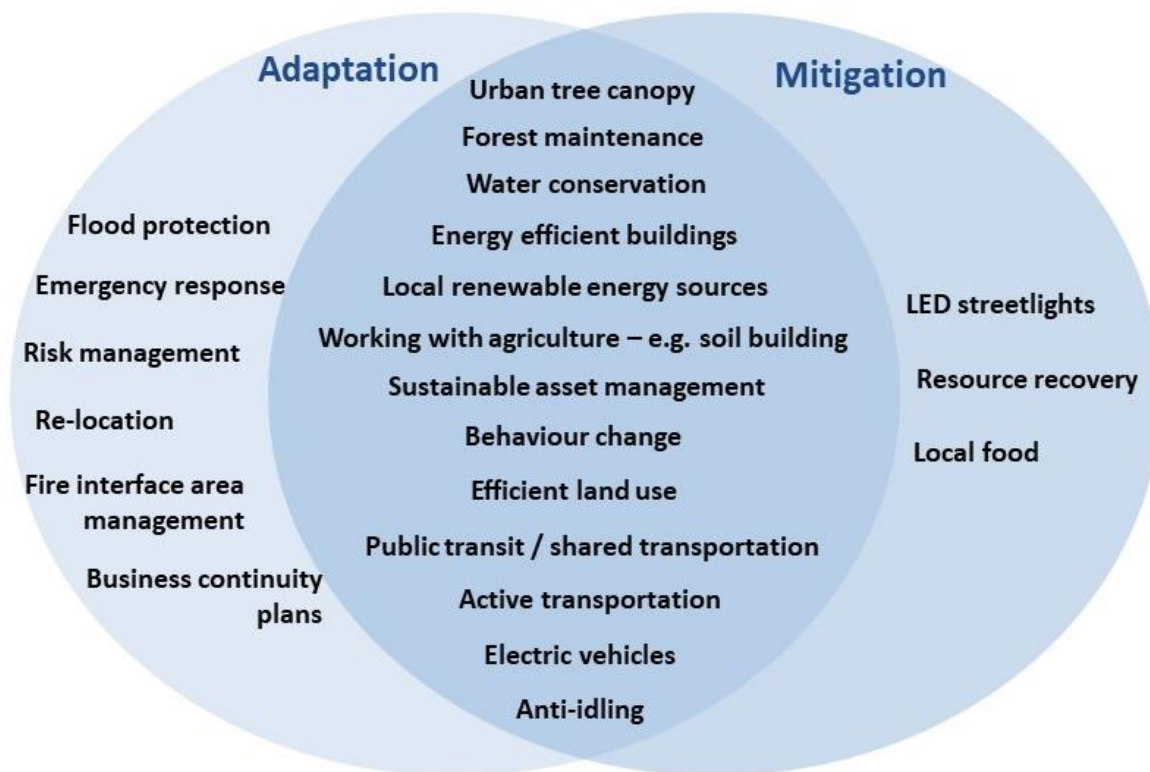 Adaptation
Mitigation
Urban tree canopy
Forest maintenance
Water conservation
Energy efficient buildings
Local renewable energy sources
Working with agriculture – e.g. soil building
Sustainable asset management
Behaviour change
Efficient land use
Public transit / shared transportation
Active transportation
Electric vehicles
Anti-idling
Flood protection
Emergency response
Risk management
Re-location
Fire interface area
management
Business continuity
plans
LED streetlights
Resource recovery
Local food